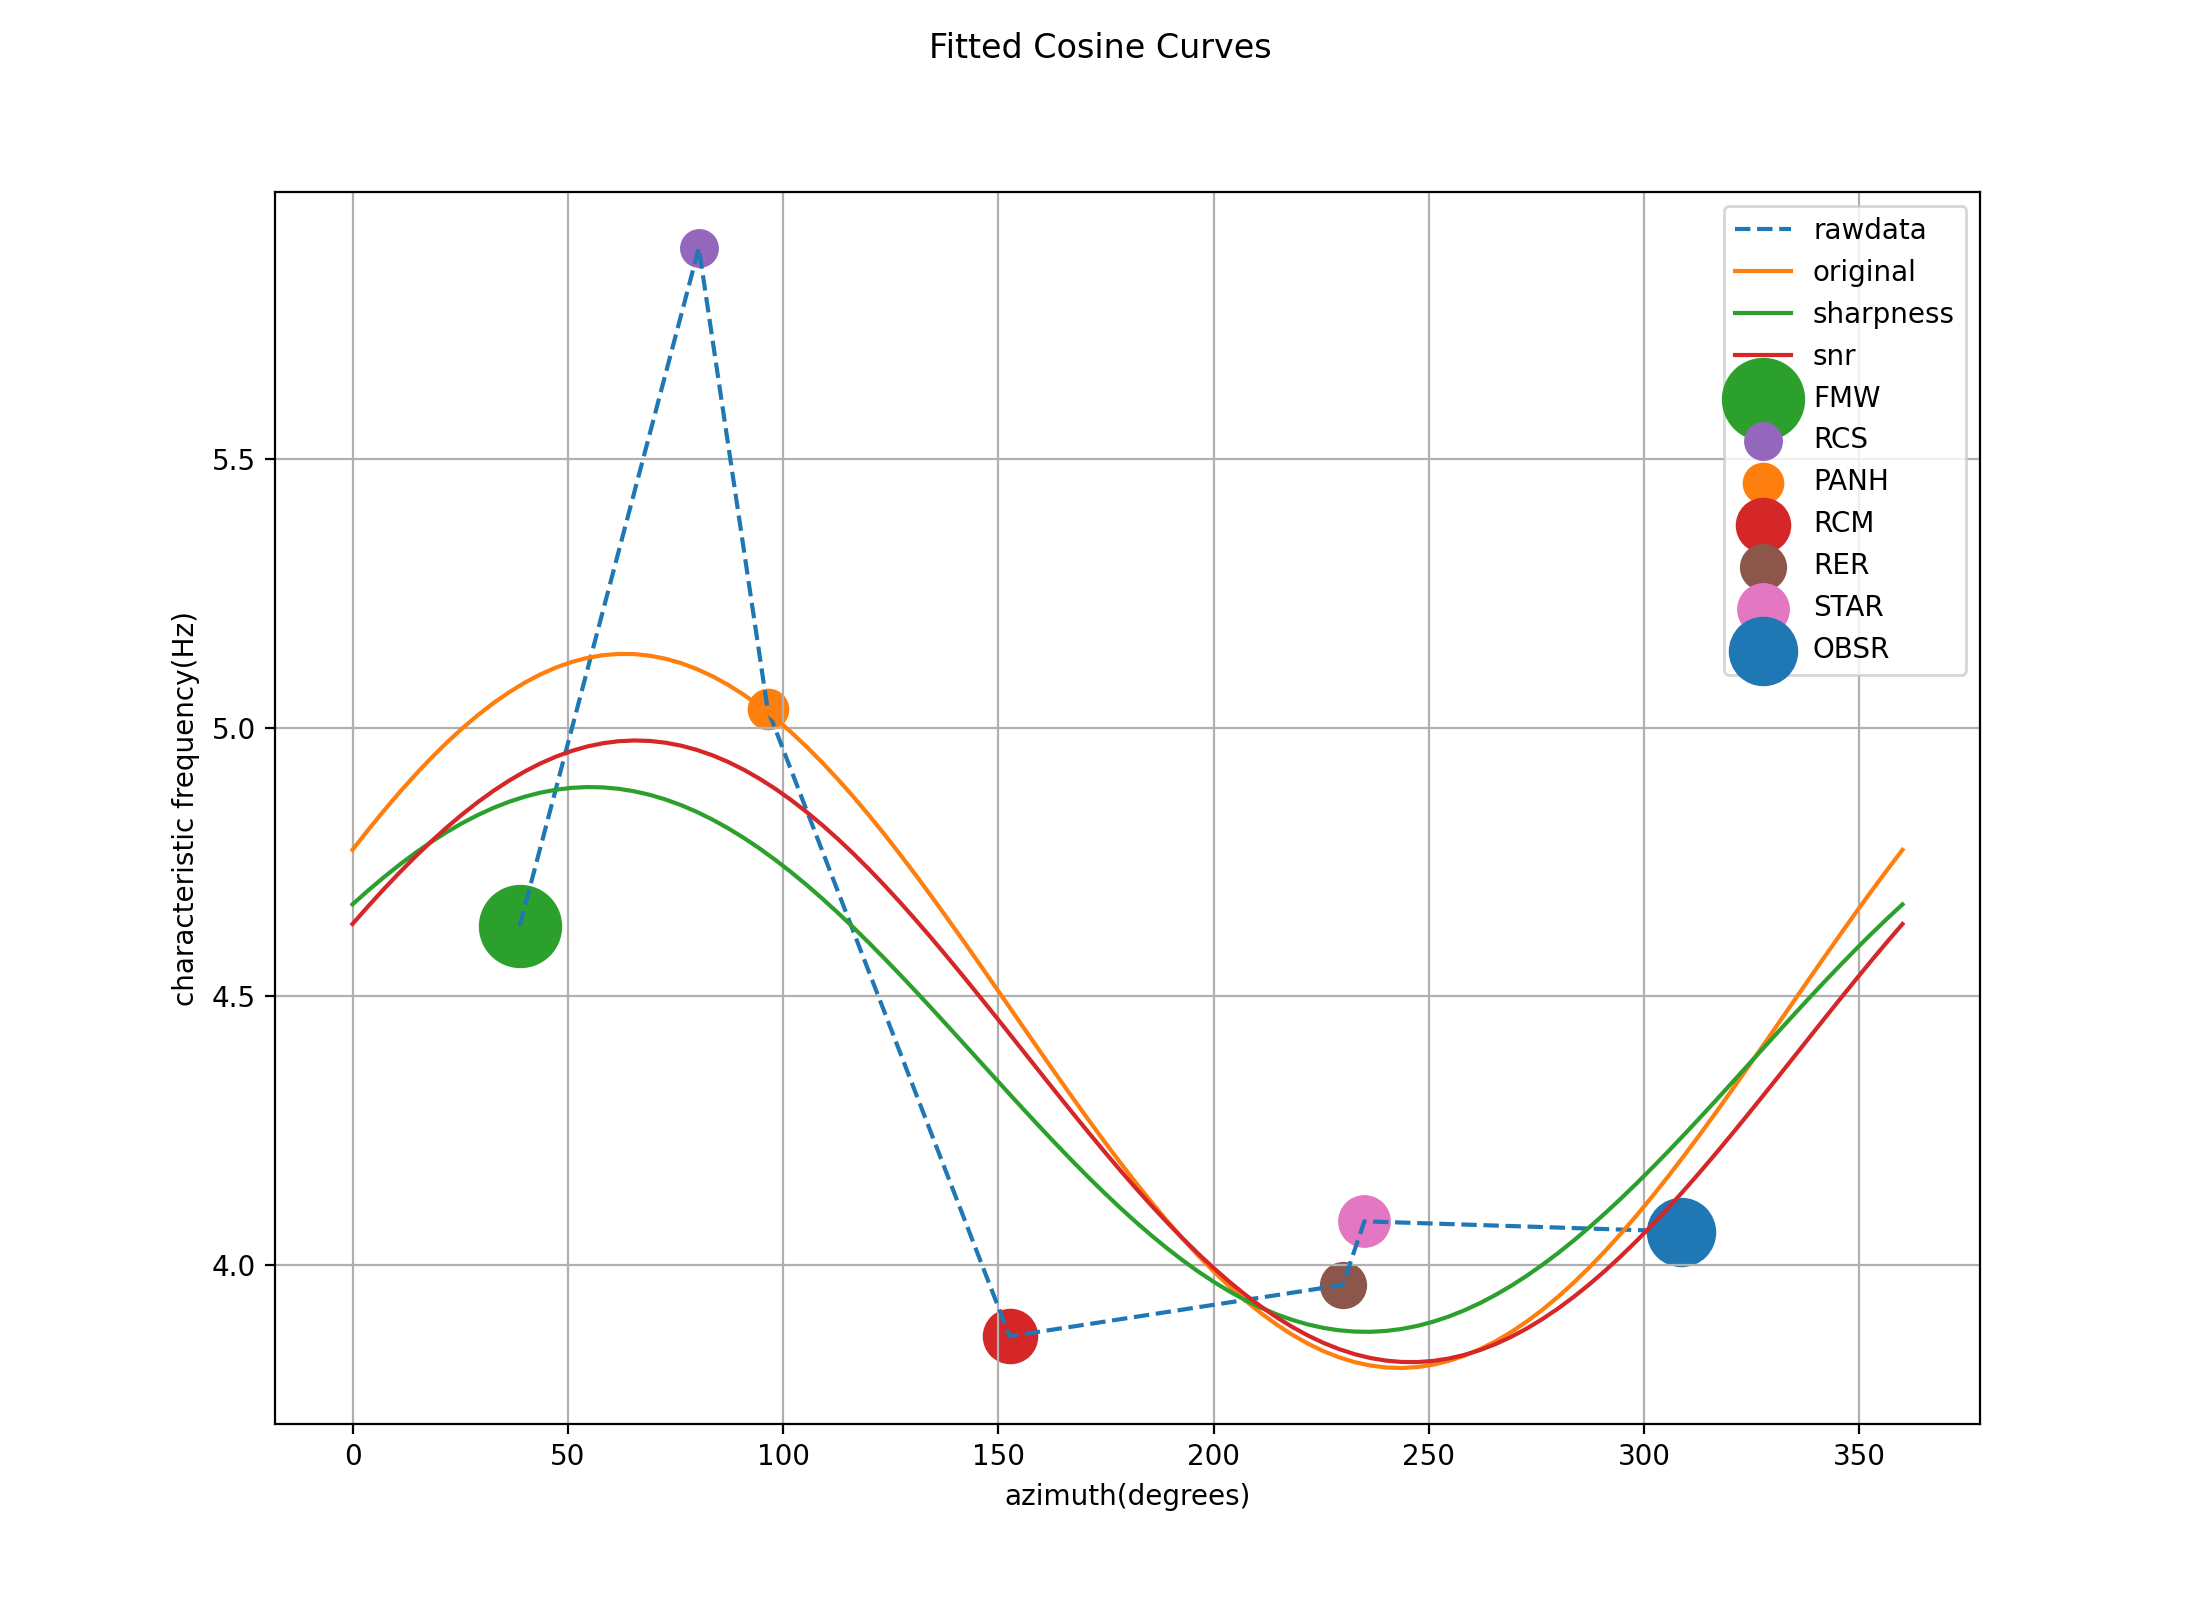 Fitted Cosine Curves
rawdata
original
sharpness
snr
FMW
RCS
PANH
RCM
RER
STAR
OBSR
characteristic frequency(Hz)
5.5
5.0
4.5
4.0
0 50 100 150 200 250 300 350
azimuth(degrees)